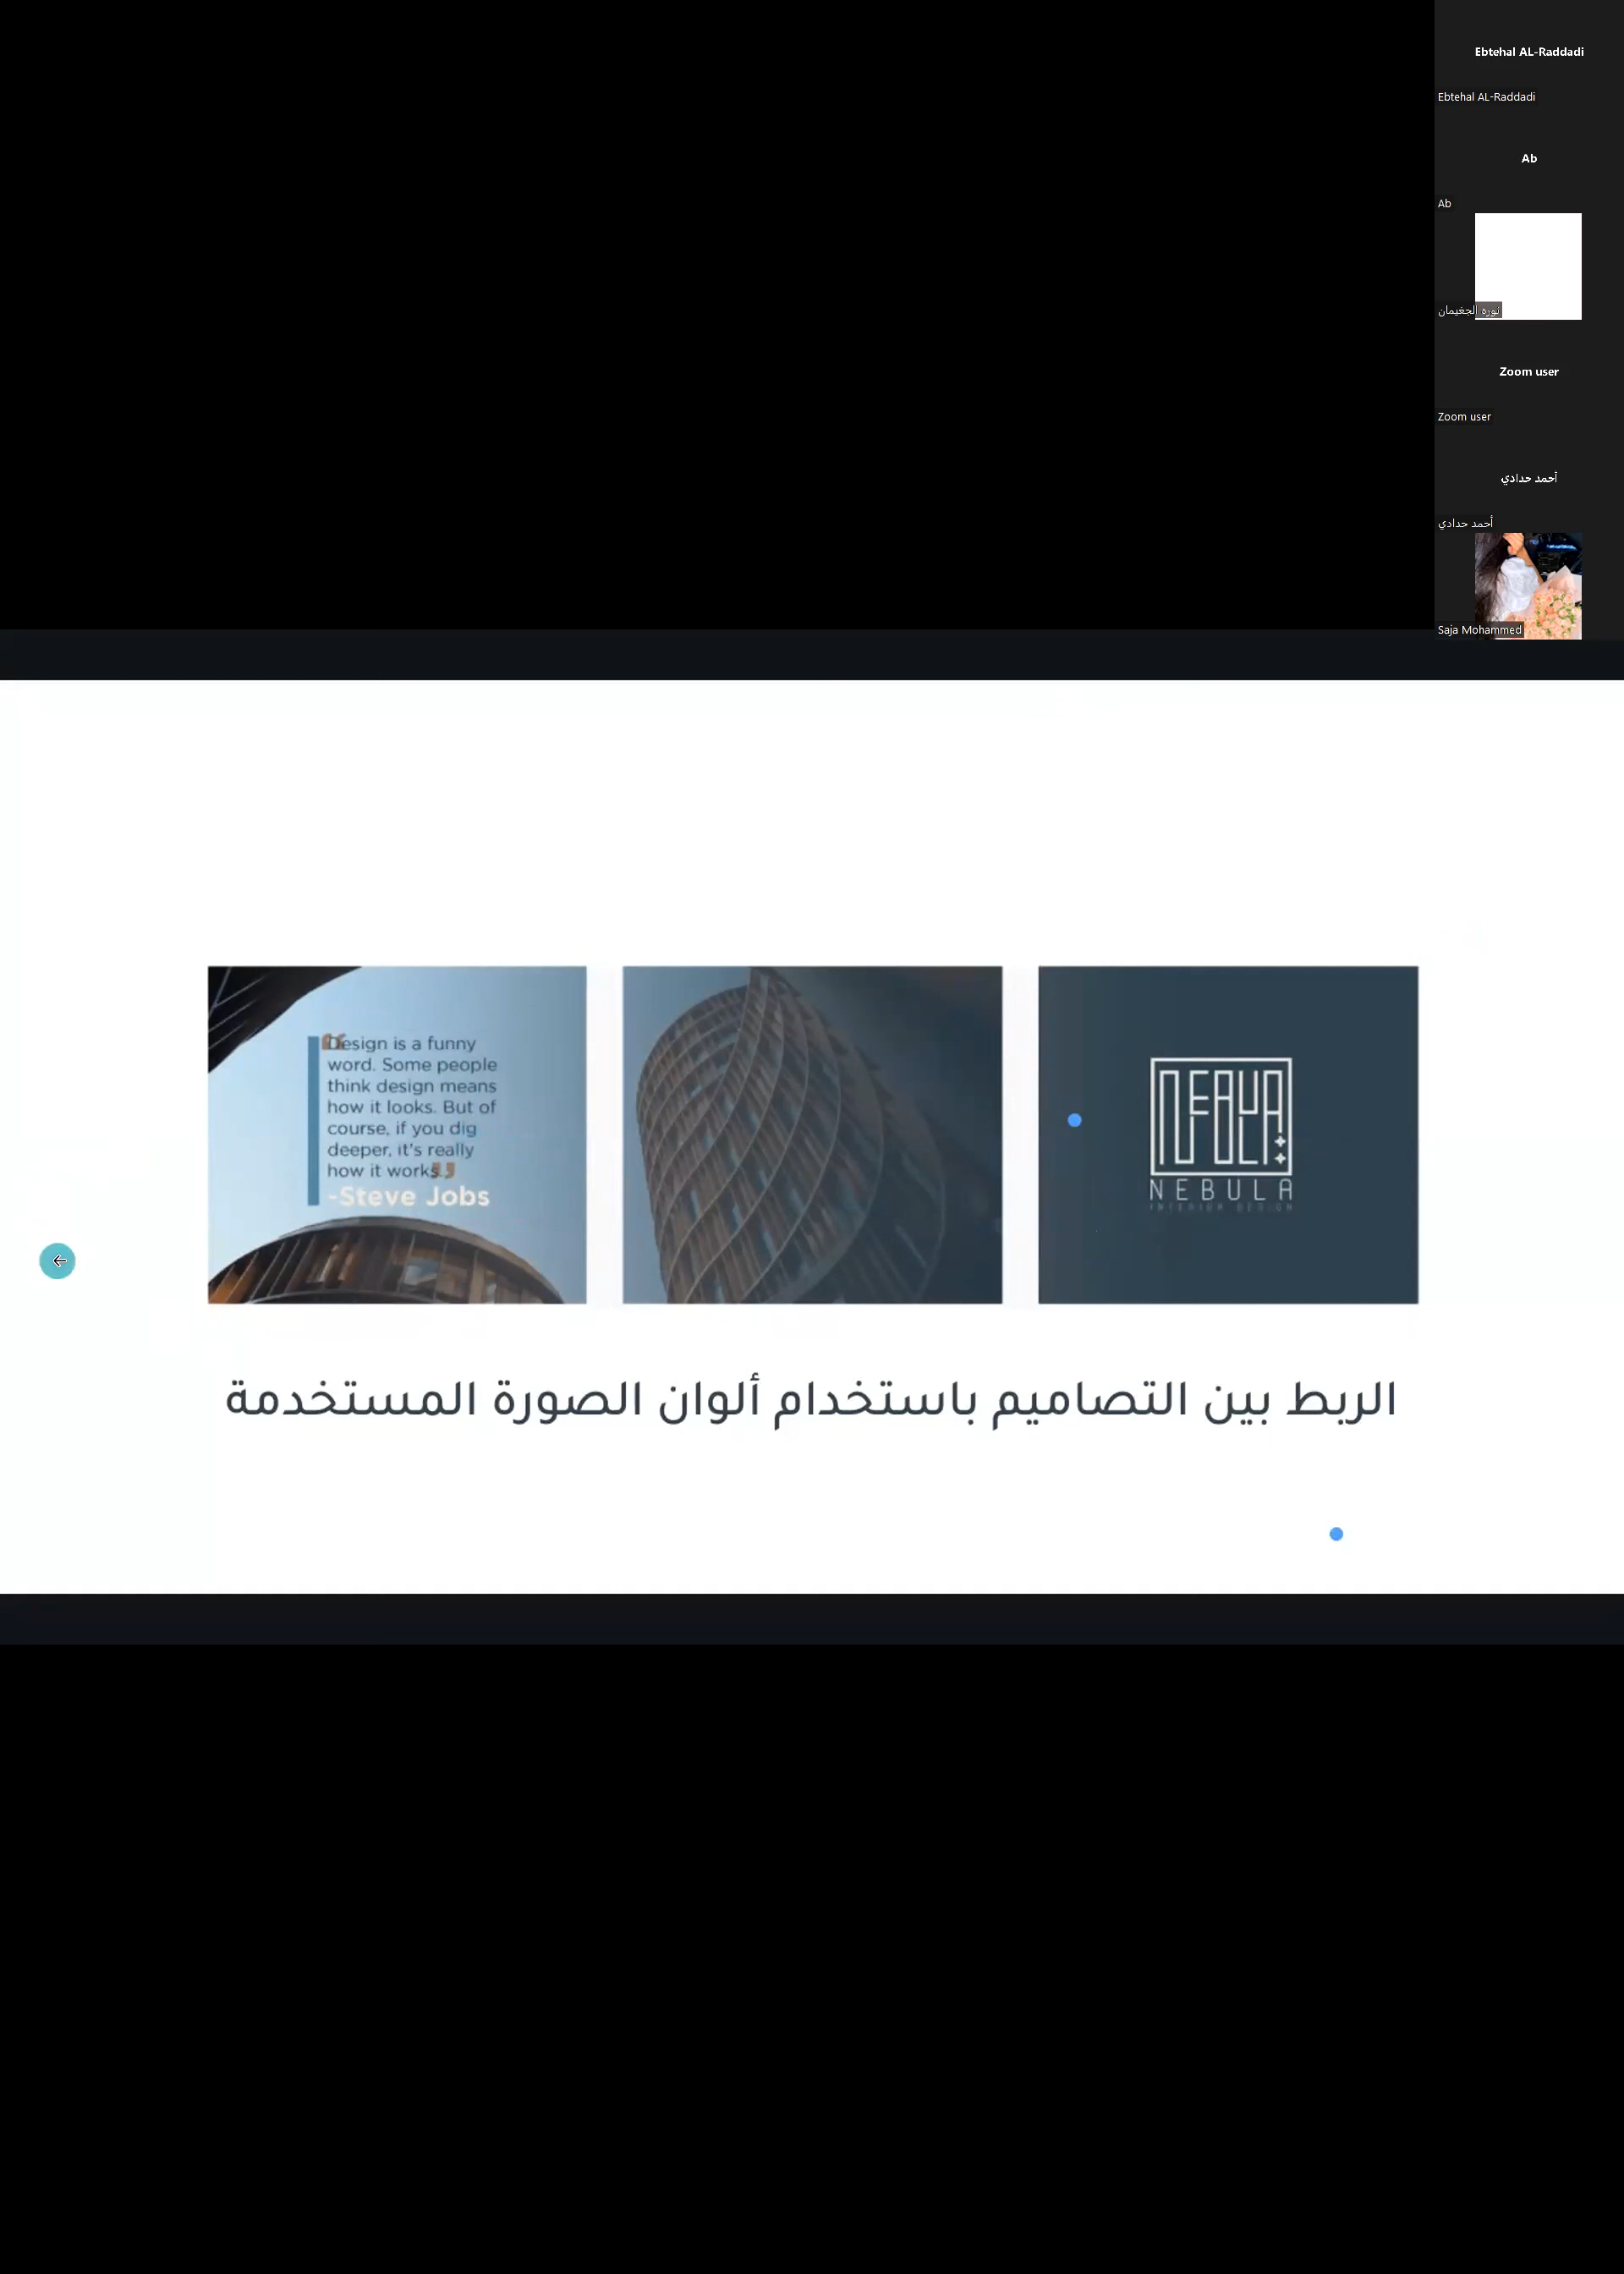 Ebtehal AL-Raddadi
Ebtehal AL-Raddadi
Ab
Ab
نورة الجغيمان
Zoom user
Zoom user
أحمد حدادي
أحمد حدادي
Saja Mohammed
Design is a funny
word. Some people
think design means
how it looks. But of
course, if you dig
deeper, it's really
how it works.
-Steve Jobs
NEBULA
NEBULA
INTERIOR DESIGN
الربط بين التصاميم باستخدام ألوان الصورة المستخدمة